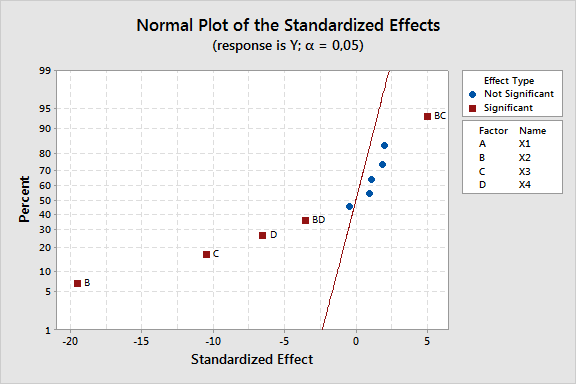 Normal Plot of the Standardized Effects
(response is Y; α = 0,05)
99
95
90
80
70
60
50
40
30
20
10
5
1
Percent
-20 -15 -10 -5 0 5
Standardized Effect
B
C
D
BD
BC
Effect Type
Not Significant
Significant
Factor Name
A X1
B X2
C X3
D X4